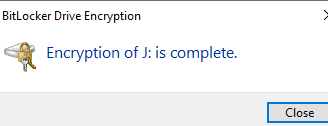 BitLocker Drive Encryption
Encryption of J: is complete.
Close